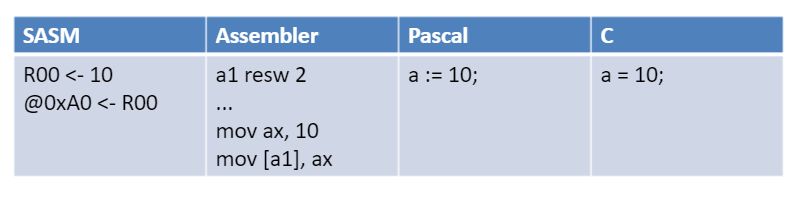 SASM Assembler Pascal C
R00 <- 10
@0xA0 <- R00
a1 resw 2
...
mov ax, 10
mov [a1], ax
a := 10;
a = 10;